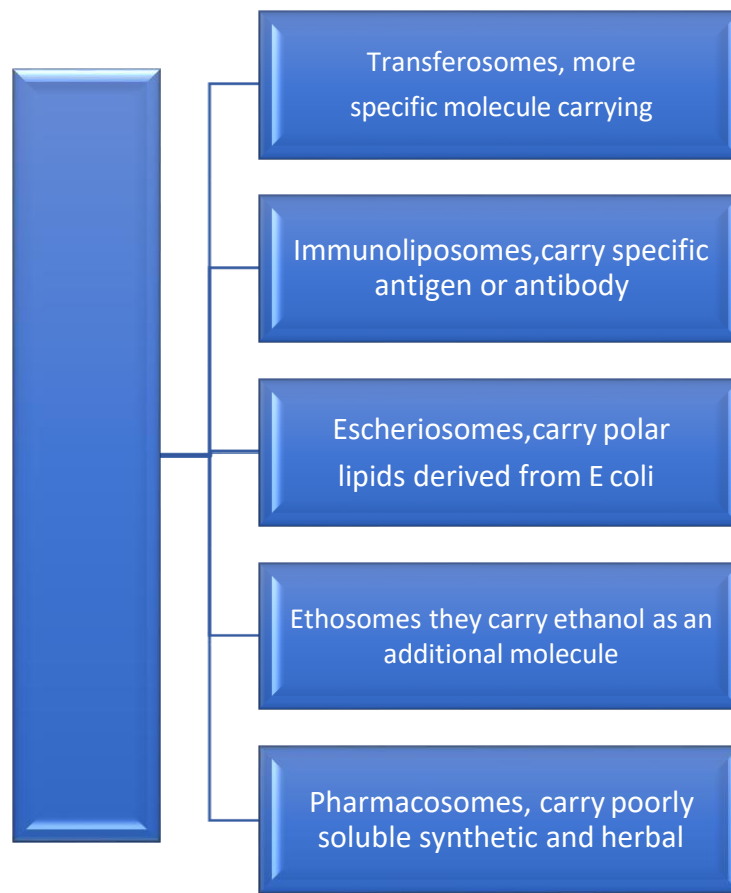 Transferosomes, more
specific molecule carrying
Immunoliposomes,carry specific
antigen or antibody
Escheriosomes,carry polar
lipids derived from E coli
Ethosomes they carry ethanol as an
additional molecule
Pharmacosomes, carry poorly
soluble synthetic and herbal